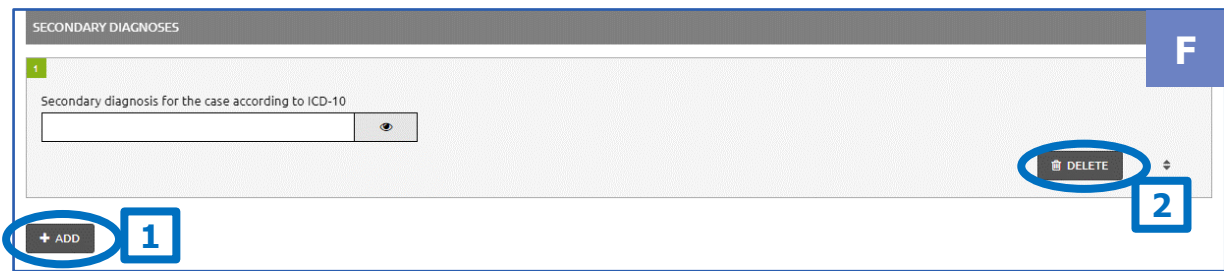 SECONDARY DIAGNOSES
F
1
Secondary diagnosis for the case according to ICD-10
DELETE
2
+ ADD
1